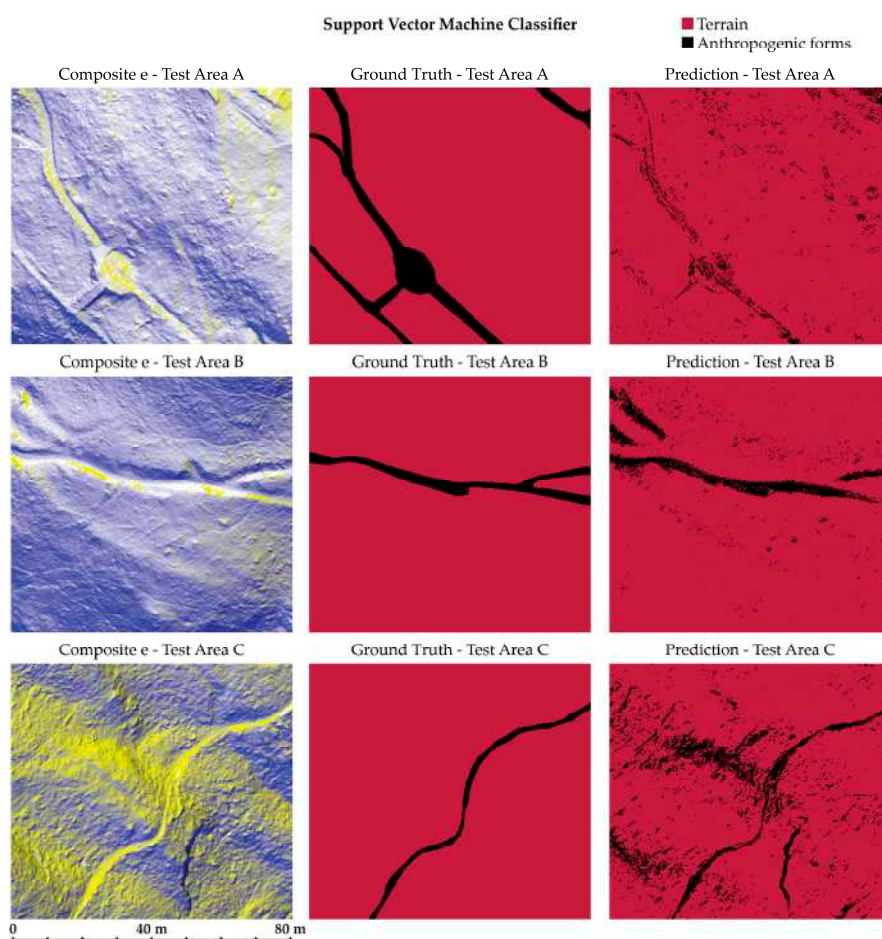 Support Vector Machine Classifier
Terrain
Anthropogenic forms
Composite e - Test Area A
Ground Truth - Test Area A
Prediction - Test Area A
Composite e - Test Area B
Ground Truth - Test Area B
Prediction - Test Area B
Composite e - Test Area C
Ground Truth - Test Area C
Prediction - Test Area C
0 40 m 80 m